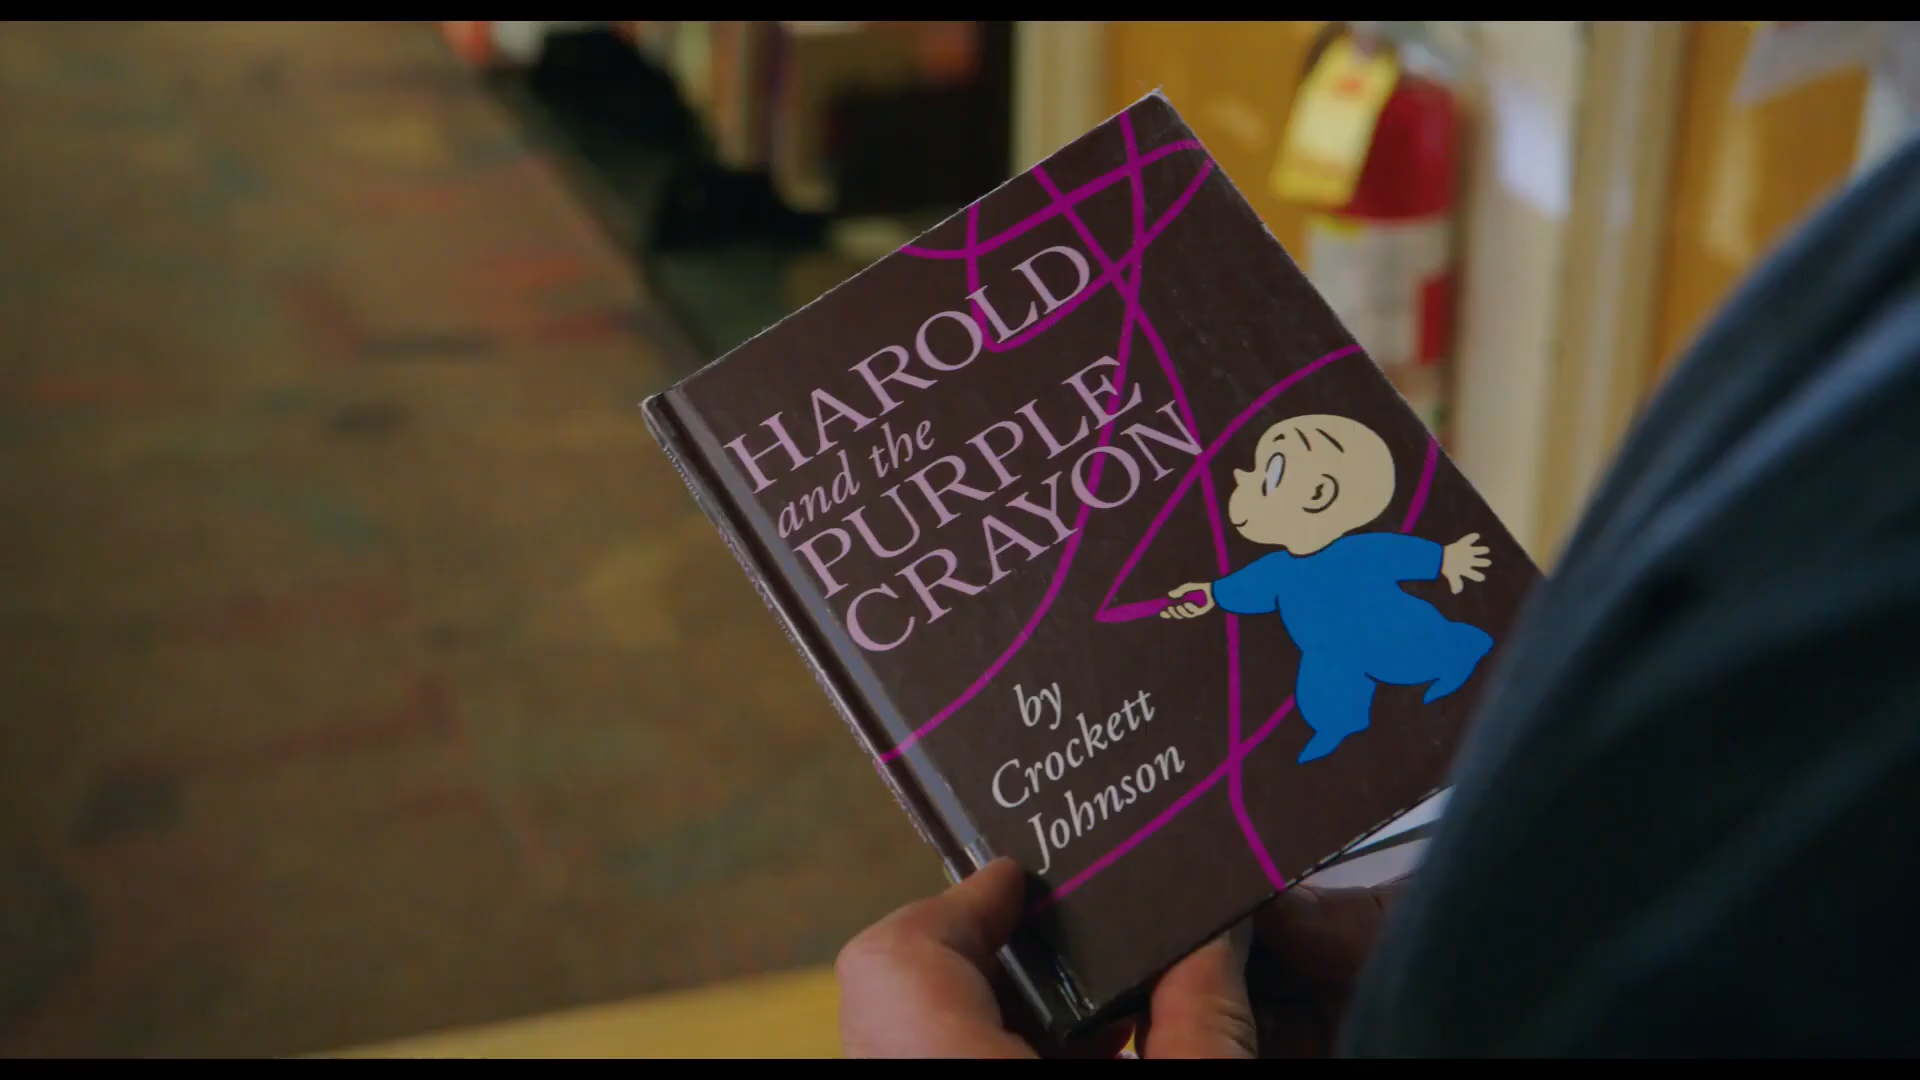 HAROLD
and the
PURPLE
CRAYON
by
Crockett
Johnson